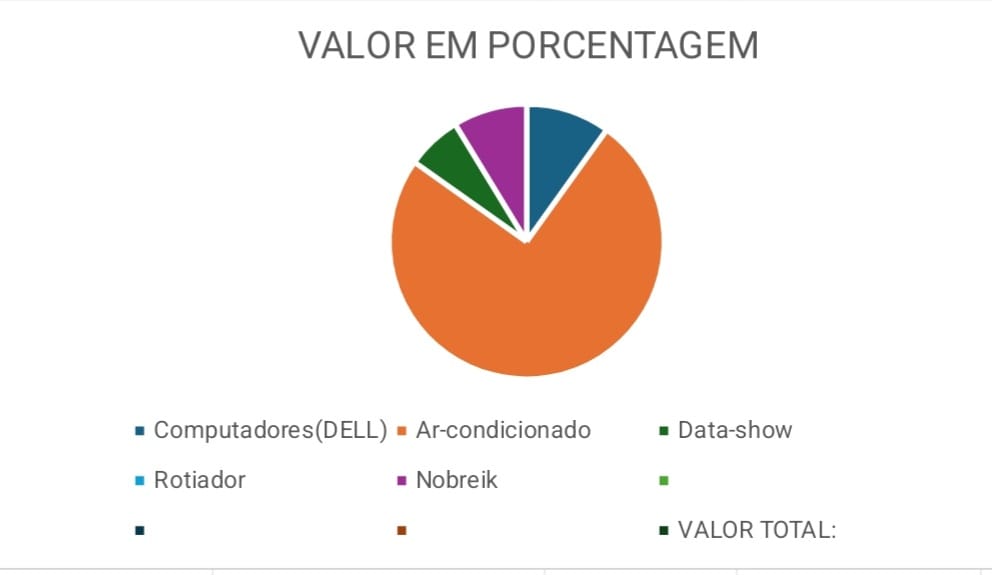 VALOR EM PORCENTAGEM
Computadores(DELL) Ar-condicionado Data-show
Rotiador Nobreik
VALOR TOTAL: